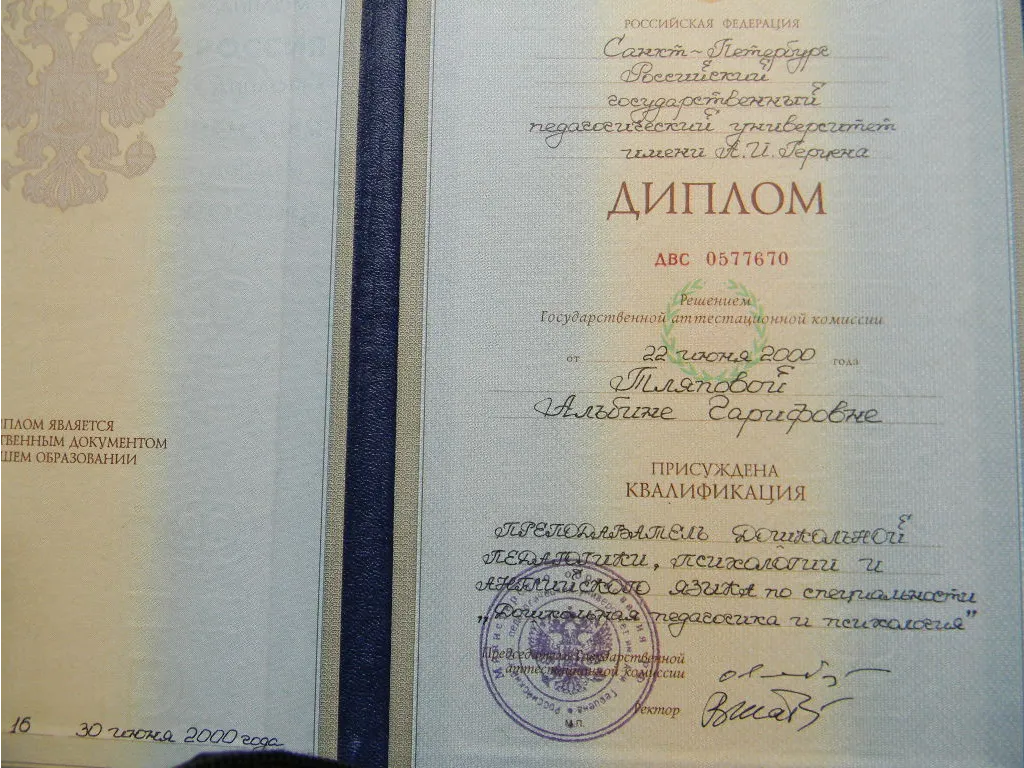 ПЛОМ ЯВЛЯЕТСЯ
ТВЕННЫМ ДОКУМЕНТОМ
ШЕМ ОБРАЗОВАНИИ
16 30 июня 2000 года
РОССИЙСКАЯ ФЕДЕРАЦИЯ
Санкт-Петербург
Российский
государственный
педагогический университет
имени А.И. Герцена
ДИПЛОМ
ДВС 0577670
Решением
Государственной аттестационной комиссии
от 22 июня 2000 года
Тляповой
Альбине Гарифовне
ПРИСУЖДЕНА
КВАЛИФИКАЦИЯ
ПРЕПОДАВАТЕЛЬ ДОШКОЛЬНОЙ
ПЕДАГОГИКИ, ПСИХОЛОГИИ И
АНГЛИЙСКОГО ЯЗЫКА по специальности
„Дошкольная педагогика и психология"
Председатель Государственной
аттестационной комиссии
Ректор
М.П.